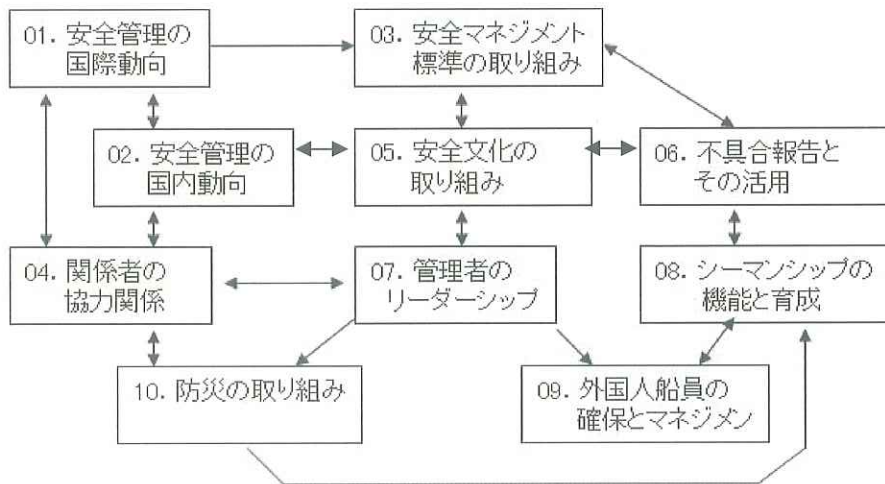 01. 安全管理の
国際動向
03. 安全マネジメント
標準の取り組み
02. 安全管理の
国内動向
05. 安全文化の
取り組み
06. 不具合報告と
その活用
04. 関係者の
協力関係
07. 管理者の
リーダーシップ
08. シーマンシップの
機能と育成
10. 防災の取り組み
09. 外国人船員の
確保とマネジメン